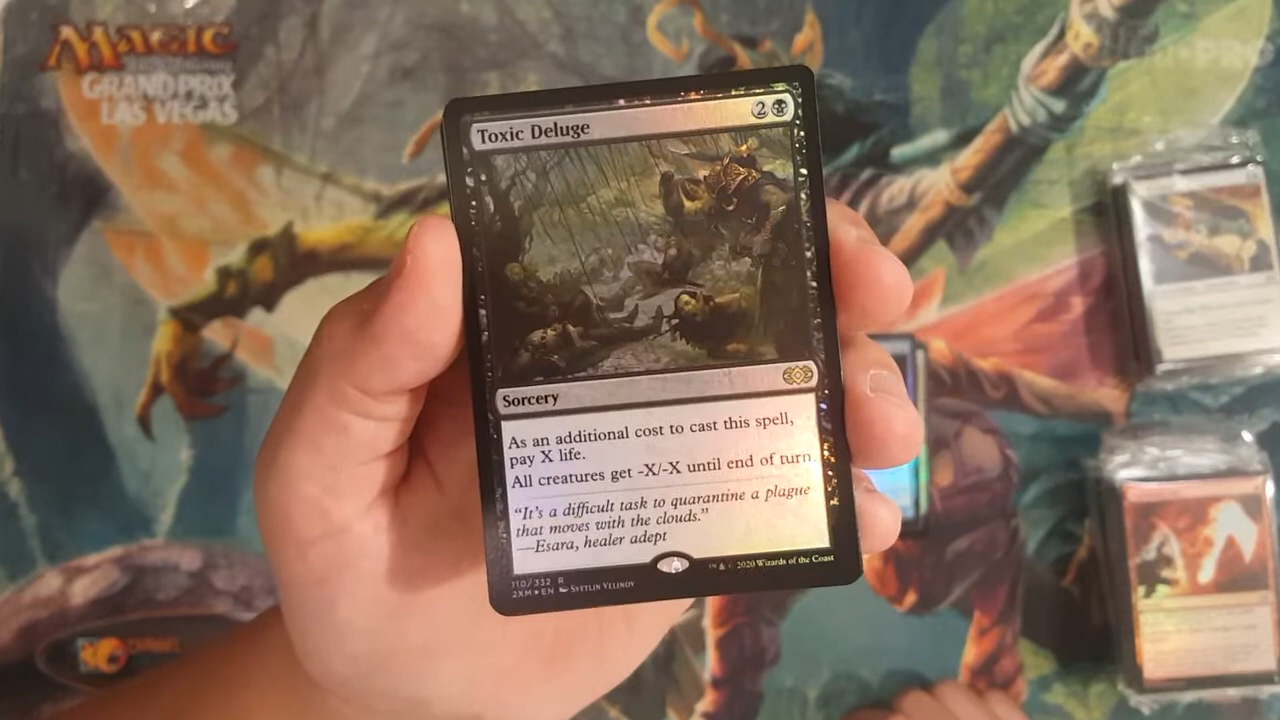 MAGIC
GRAND PRIX
LAS VEGAS
Toxic Deluge
2
Sorcery
As an additional cost to cast this spell,
pay X life.
All creatures get -X/-X until end of turn.
"It's a difficult task to quarantine a plague
that moves with the clouds."
—Esara, healer adept
110/332 R
2XM★EN Svetlin Velinov
™ & © 2020 Wizards of the Coast